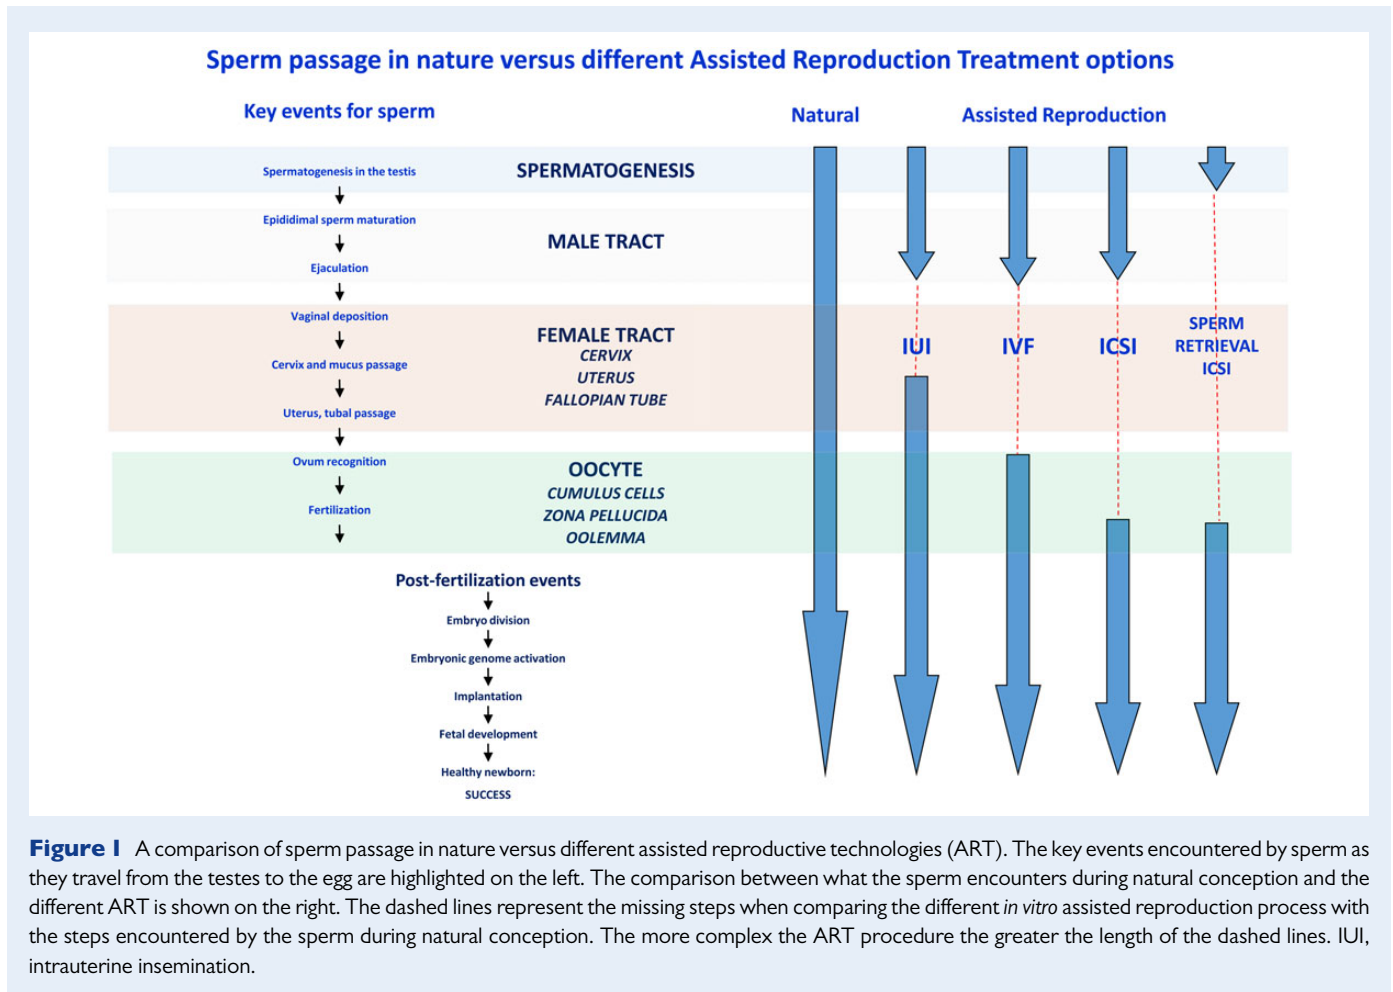 Sperm passage in nature versus different Assisted Reproduction Treatment options
Key events for sperm
Natural
Assisted Reproduction
Spermatogenesis in the testis
SPERMATOGENESIS
Epididimal sperm maturation
MALE TRACT
Ejaculation
Vaginal deposition
FEMALE TRACT
CERVIX
UTERUS
FALLOPIAN TUBE
Cervix and mucus passage
Uterus, tubal passage
IUI
IVF
ICSI
SPERM
RETRIEVAL
ICSI
Ovum recognition
OOCYTE
CUMULUS CELLS
ZONA PELLUCIDA
OOLEMMA
Fertilization
Post-fertilization events
Embryo division
Embryonic genome activation
Implantation
Fetal development
Healthy newborn:
SUCCESS
Figure 1 A comparison of sperm passage in nature versus different assisted reproductive technologies (ART). The key events encountered by sperm as
they travel from the testes to the egg are highlighted on the left. The comparison between what the sperm encounters during natural conception and the
different ART is shown on the right. The dashed lines represent the missing steps when comparing the different in vitro assisted reproduction process with
the steps encountered by the sperm during natural conception. The more complex the ART procedure the greater the length of the dashed lines. IUI,
intrauterine insemination.